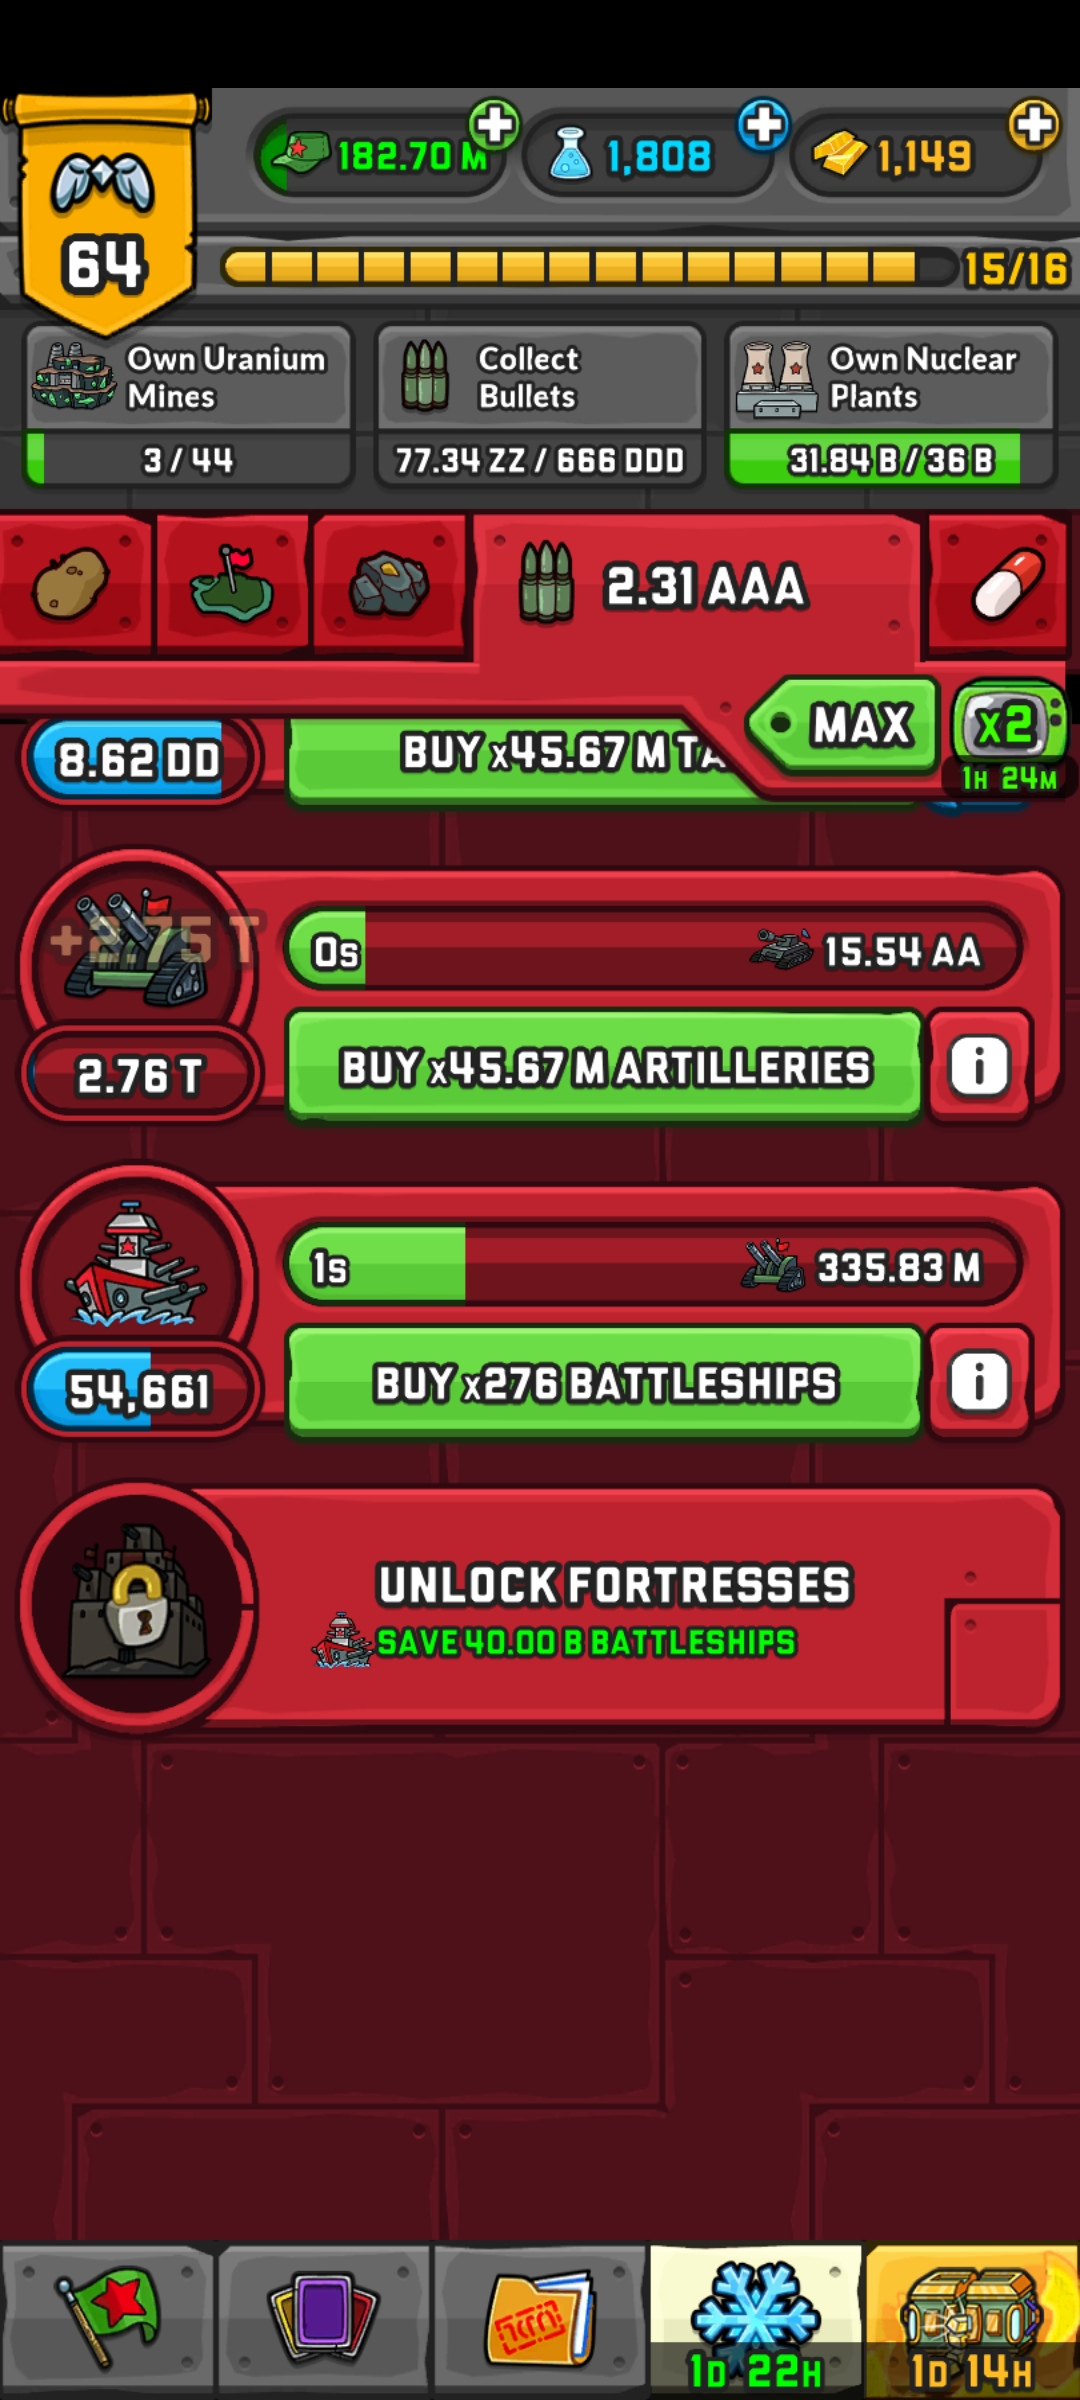 182.70 M
1,808
1,149
64
15/16
Own Uranium
Mines
3 / 44
Collect
Bullets
77.34 ZZ / 666 DDD
Own Nuclear
Plants
31.84 B / 36 B
2.31 AAA
MAX
X2
1H 24M
8.62 DD
BUY x45.67 M TA
+2.75 T
0s
15.54 AA
2.76 T
BUY x45.67 M ARTILLERIES
i
1s
335.83 M
54,661
BUY x276 BATTLESHIPS
i
UNLOCK FORTRESSES
SAVE 40.00 B BATTLESHIPS
1D 22H
1D 14H